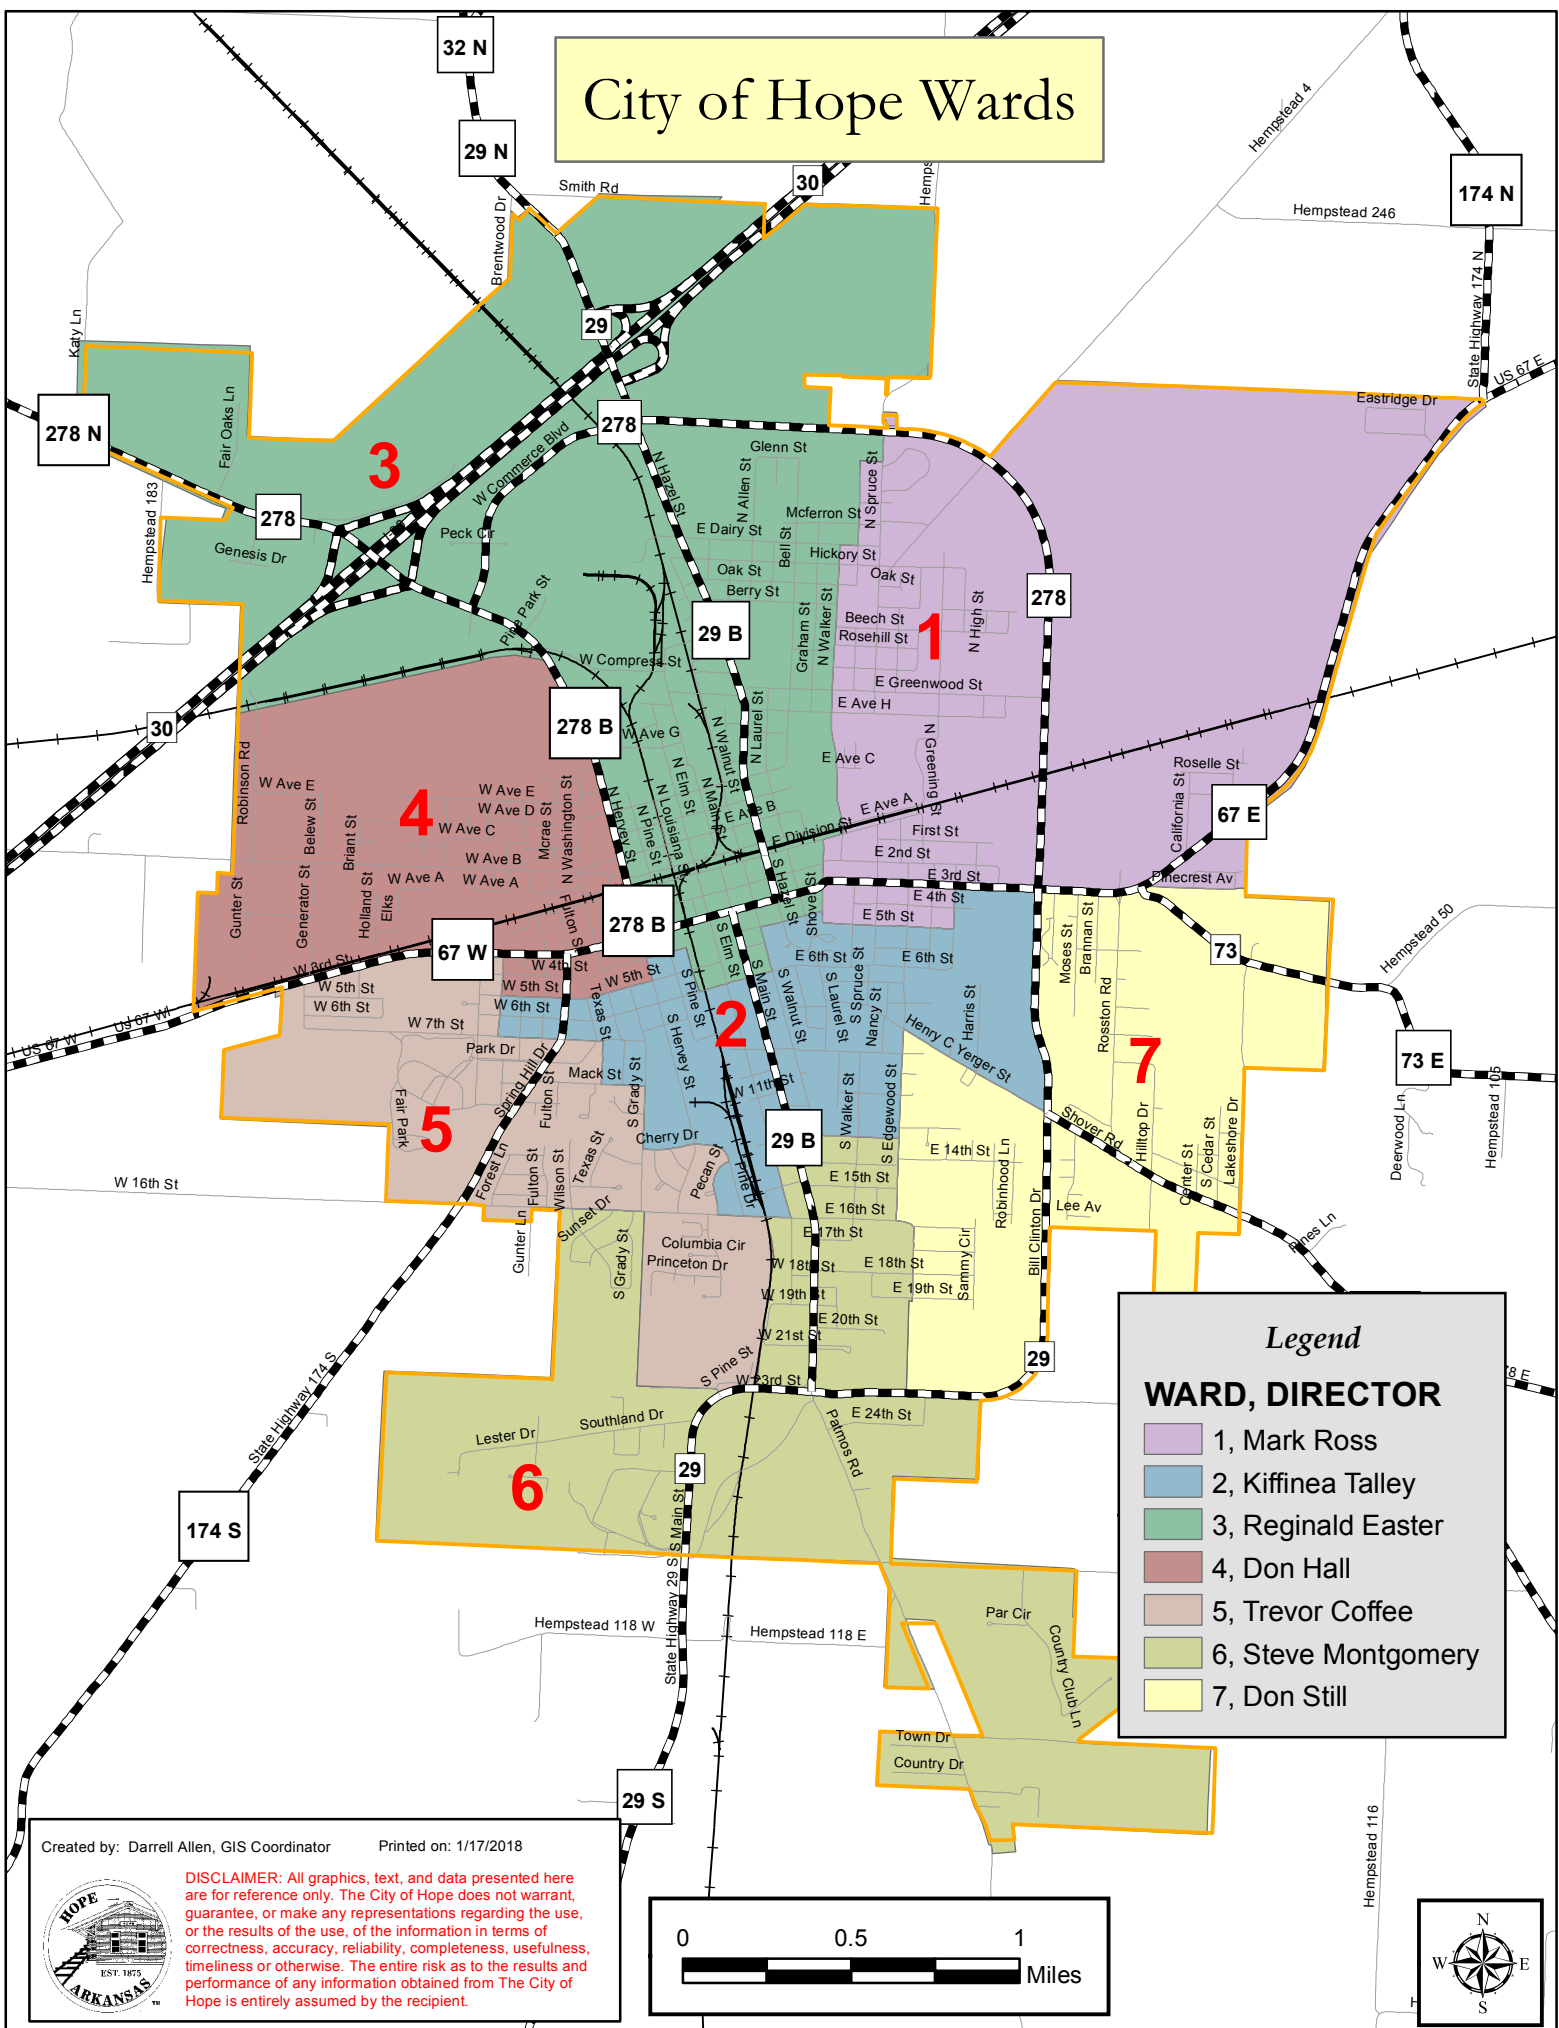 City of Hope Wards
32 N
29 N
30
174 N
Smith Rd
Brentwood Dr
Hempstead 4
Hempstead 246
State Highway 174 N
US 67 E
Eastridge Dr
Katy Ln
29
278 N
Fair Oaks Ln
3
278
W Commerce Blvd
278
Hempstead 183
Genesis Dr
Peck Cir
Glenn St
N Hazel St
N Allen St
N Spruce St
Mcferron St
E Dairy St
Bell St
Hickory St
Oak St
Oak St
Berry St
Pine Park St
29 B
Graham St
N Walker St
Beech St
Rosehill St
1
N High St
278
W Compress St
E Greenwood St
E Ave H
278 B
30
W Ave G
N Walnut St
N Laurel St
E Ave C
N Greening St
Roselle St
California St
Robinson Rd
W Ave E
W Ave E
W Ave D
W Ave C
4
Belew St
Briant St
Mcrae St
N Washington St
N Hervey St
N Pine St
N Louisiana St
N Elm St
N Main St
E Ave B
E Ave A
E Division St
67 E
First St
E 2nd St
E 3rd St
Pinecrest Av
W Ave B
W Ave A
W Ave A
Gunter St
Generator St
Holland St
Elks
Fulton St
278 B
S Hazel St
Shover St
E 4th St
E 5th St
67 W
W 3rd St
W 4th St
W 5th St
W 5th St
W 5th St
W 6th St
W 6th St
W 7th St
S Elm St
S Pine St
S Main St
S Walnut St
E 6th St
E 6th St
S Laurel St
S Spruce St
Nancy St
Harris St
Moses St
Brannan St
Rosston Rd
73
Hempstead 50
US 67 W
US 67 W
Texas St
2
S Hervey St
Henry C Yerger St
7
73 E
Park Dr
Spring Hill Dr
Mack St
S Grady St
W 11th St
S Walker St
S Edgewood St
Fair Park
5
Fulton St
Cherry Dr
29 B
Shover Rd
Hilltop Dr
Center St
S Cedar St
Lakeshore Dr
Deerwood Ln
Hempstead 105
W 16th St
Forest Ln
Fulton St
Wilson St
Texas St
Pecan St
Pine Dr
E 14th St
E 15th St
E 16th St
Robinhood Ln
Lee Av
Gunter Ln
Sunset Dr
S Grady St
Columbia Cir
Princeton Dr
E 17th St
W 18th St
E 18th St
W 19th St
E 19th St
E 20th St
W 21st St
Sammy Cir
Bill Clinton Dr
Pines Ln
29
S Pine St
W 23rd St
E 24th St
State Highway 174 S
Lester Dr
Southland Dr
29
Patmos Rd
6
174 S
S Main St
State Highway 29 S
Hempstead 118 W
Hempstead 118 E
Par Cir
Country Club Ln
Town Dr
Country Dr
29 S
Hempstead 116
Legend
WARD, DIRECTOR
1, Mark Ross
2, Kiffinea Talley
3, Reginald Easter
4, Don Hall
5, Trevor Coffee
6, Steve Montgomery
7, Don Still
Created by: Darrell Allen, GIS Coordinator Printed on: 1/17/2018
DISCLAIMER: All graphics, text, and data presented here
are for reference only. The City of Hope does not warrant,
guarantee, or make any representations regarding the use,
or the results of the use, of the information in terms of
correctness, accuracy, reliability, completeness, usefulness,
timeliness or otherwise. The entire risk as to the results and
performance of any information obtained from The City of
Hope is entirely assumed by the recipient.
HOPE
EST. 1875
ARKANSAS
TM
0 0.5 1
Miles
N
W E
S